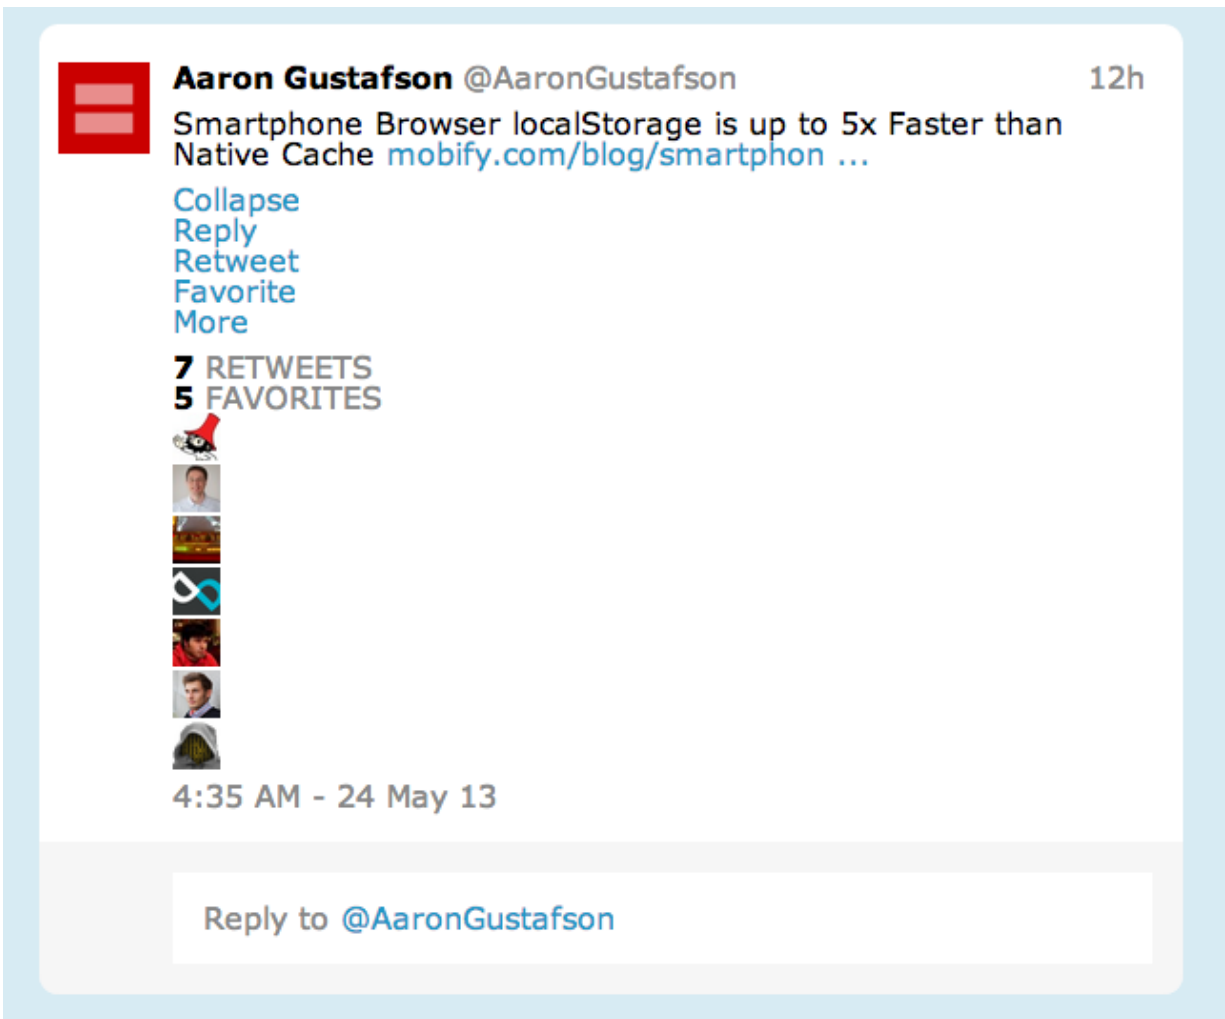 Aaron Gustafson @AaronGustafson 12h
Smartphone Browser localStorage is up to 5x Faster than
Native Cache mobify.com/blog/smartphon ...
Collapse
Reply
Retweet
Favorite
More
7 RETWEETS
5 FAVORITES
4:35 AM - 24 May 13
Reply to @AaronGustafson